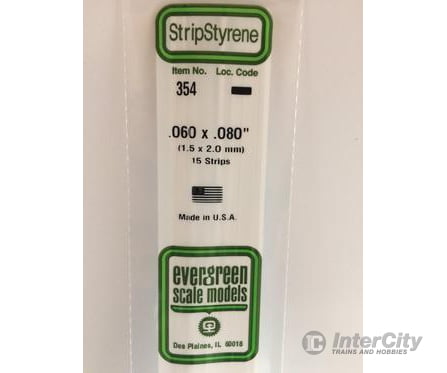 StripStyrene
Item No. Loc. Code
354
.060 x .080"
(1.5 x 2.0 mm)
15 Strips
Made in U.S.A.
evergreen
scale models
Des Plaines, IL 60018
InterCity
TRAINS AND HOBBIES